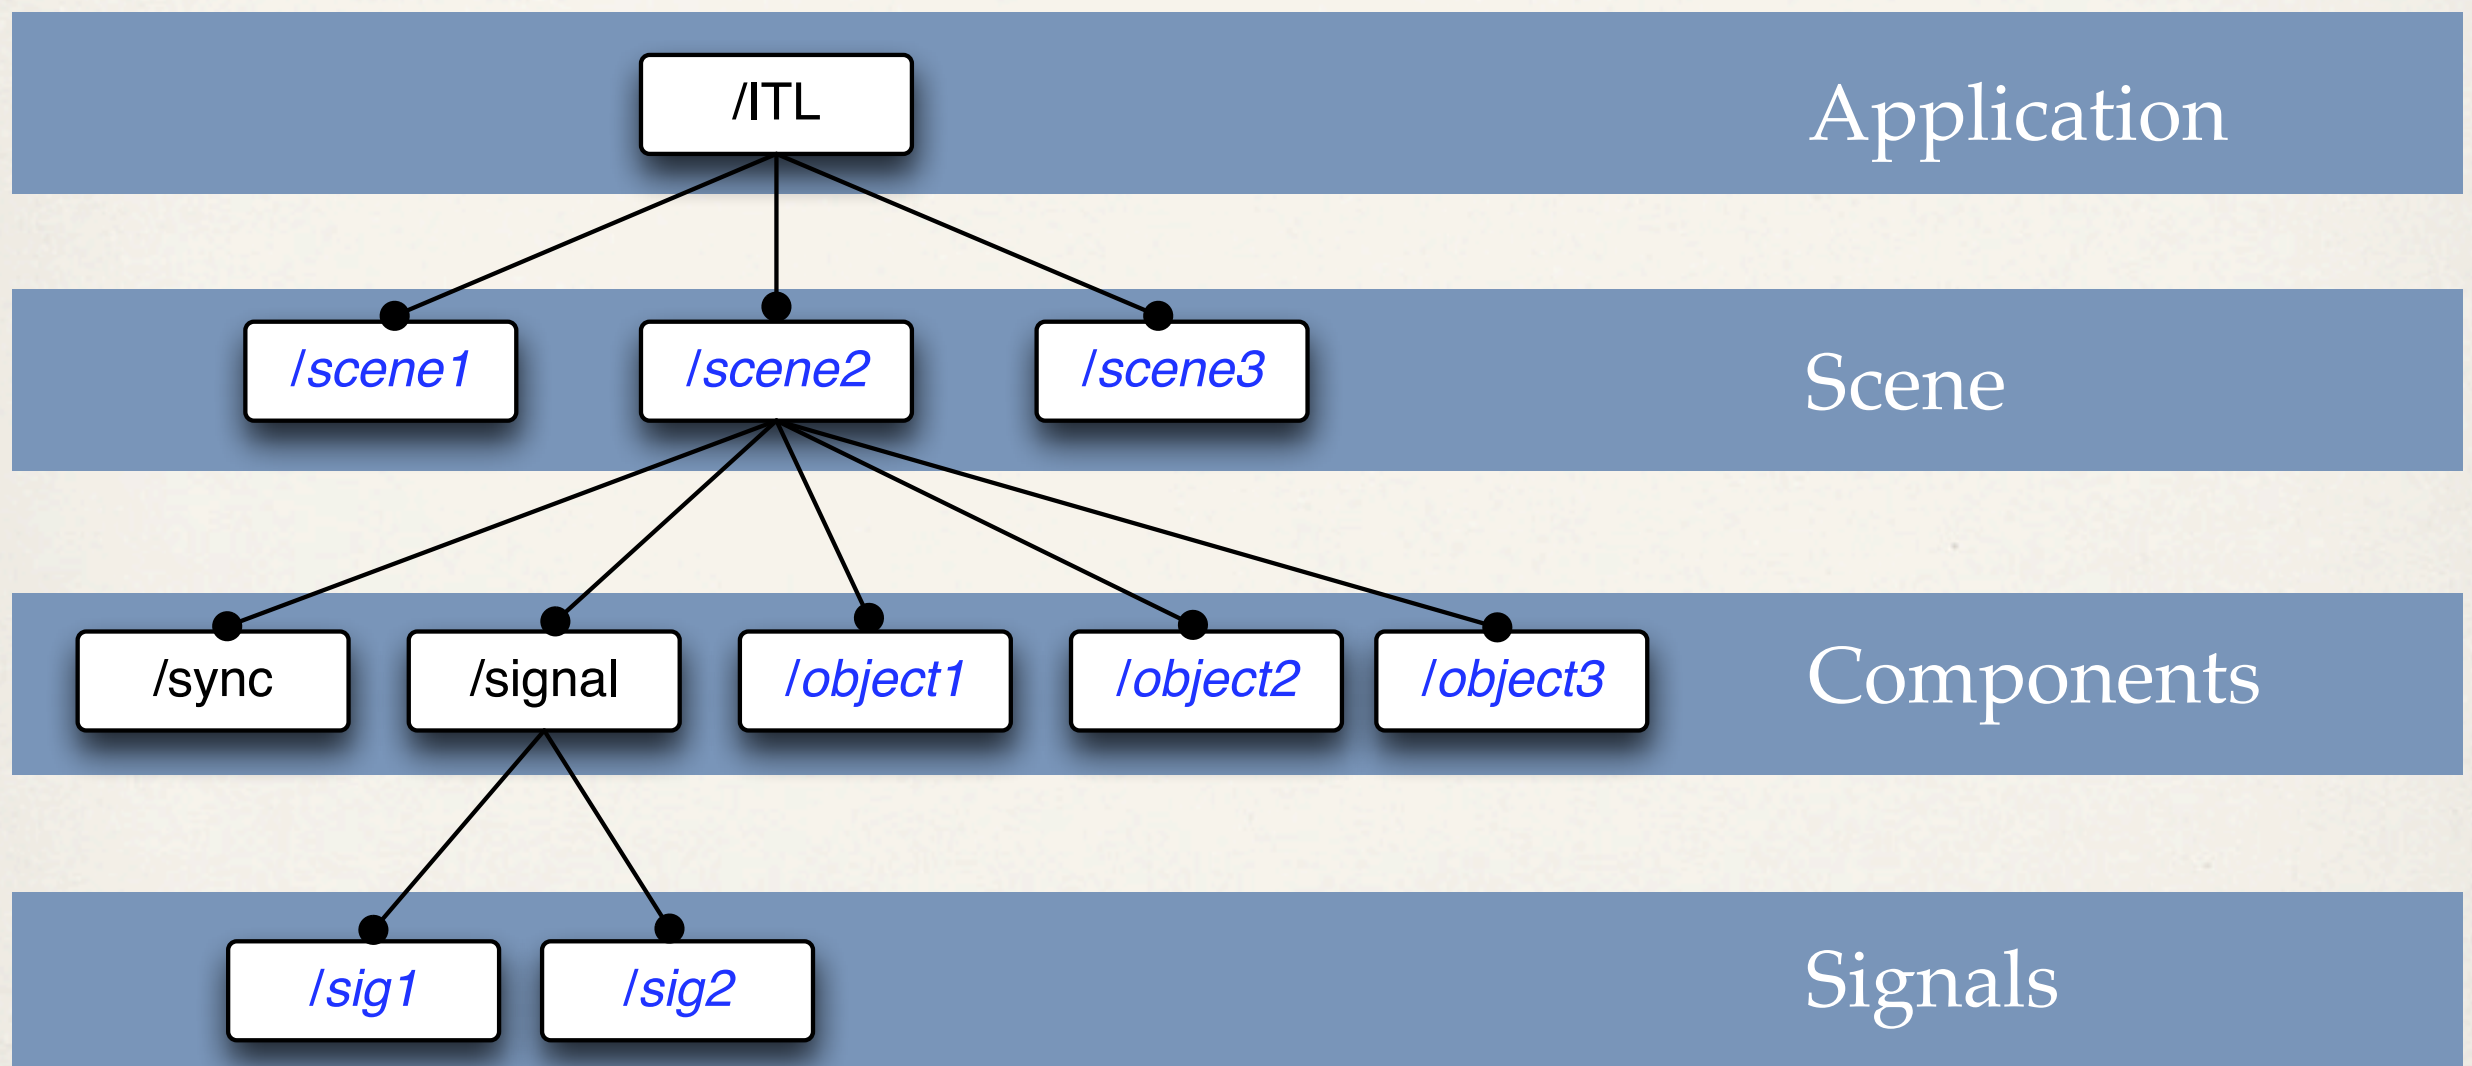 /ITL
Application
/scene1
/scene2
/scene3
Scene
/sync
/signal
/object1
/object2
/object3
Components
/sig1
/sig2
Signals